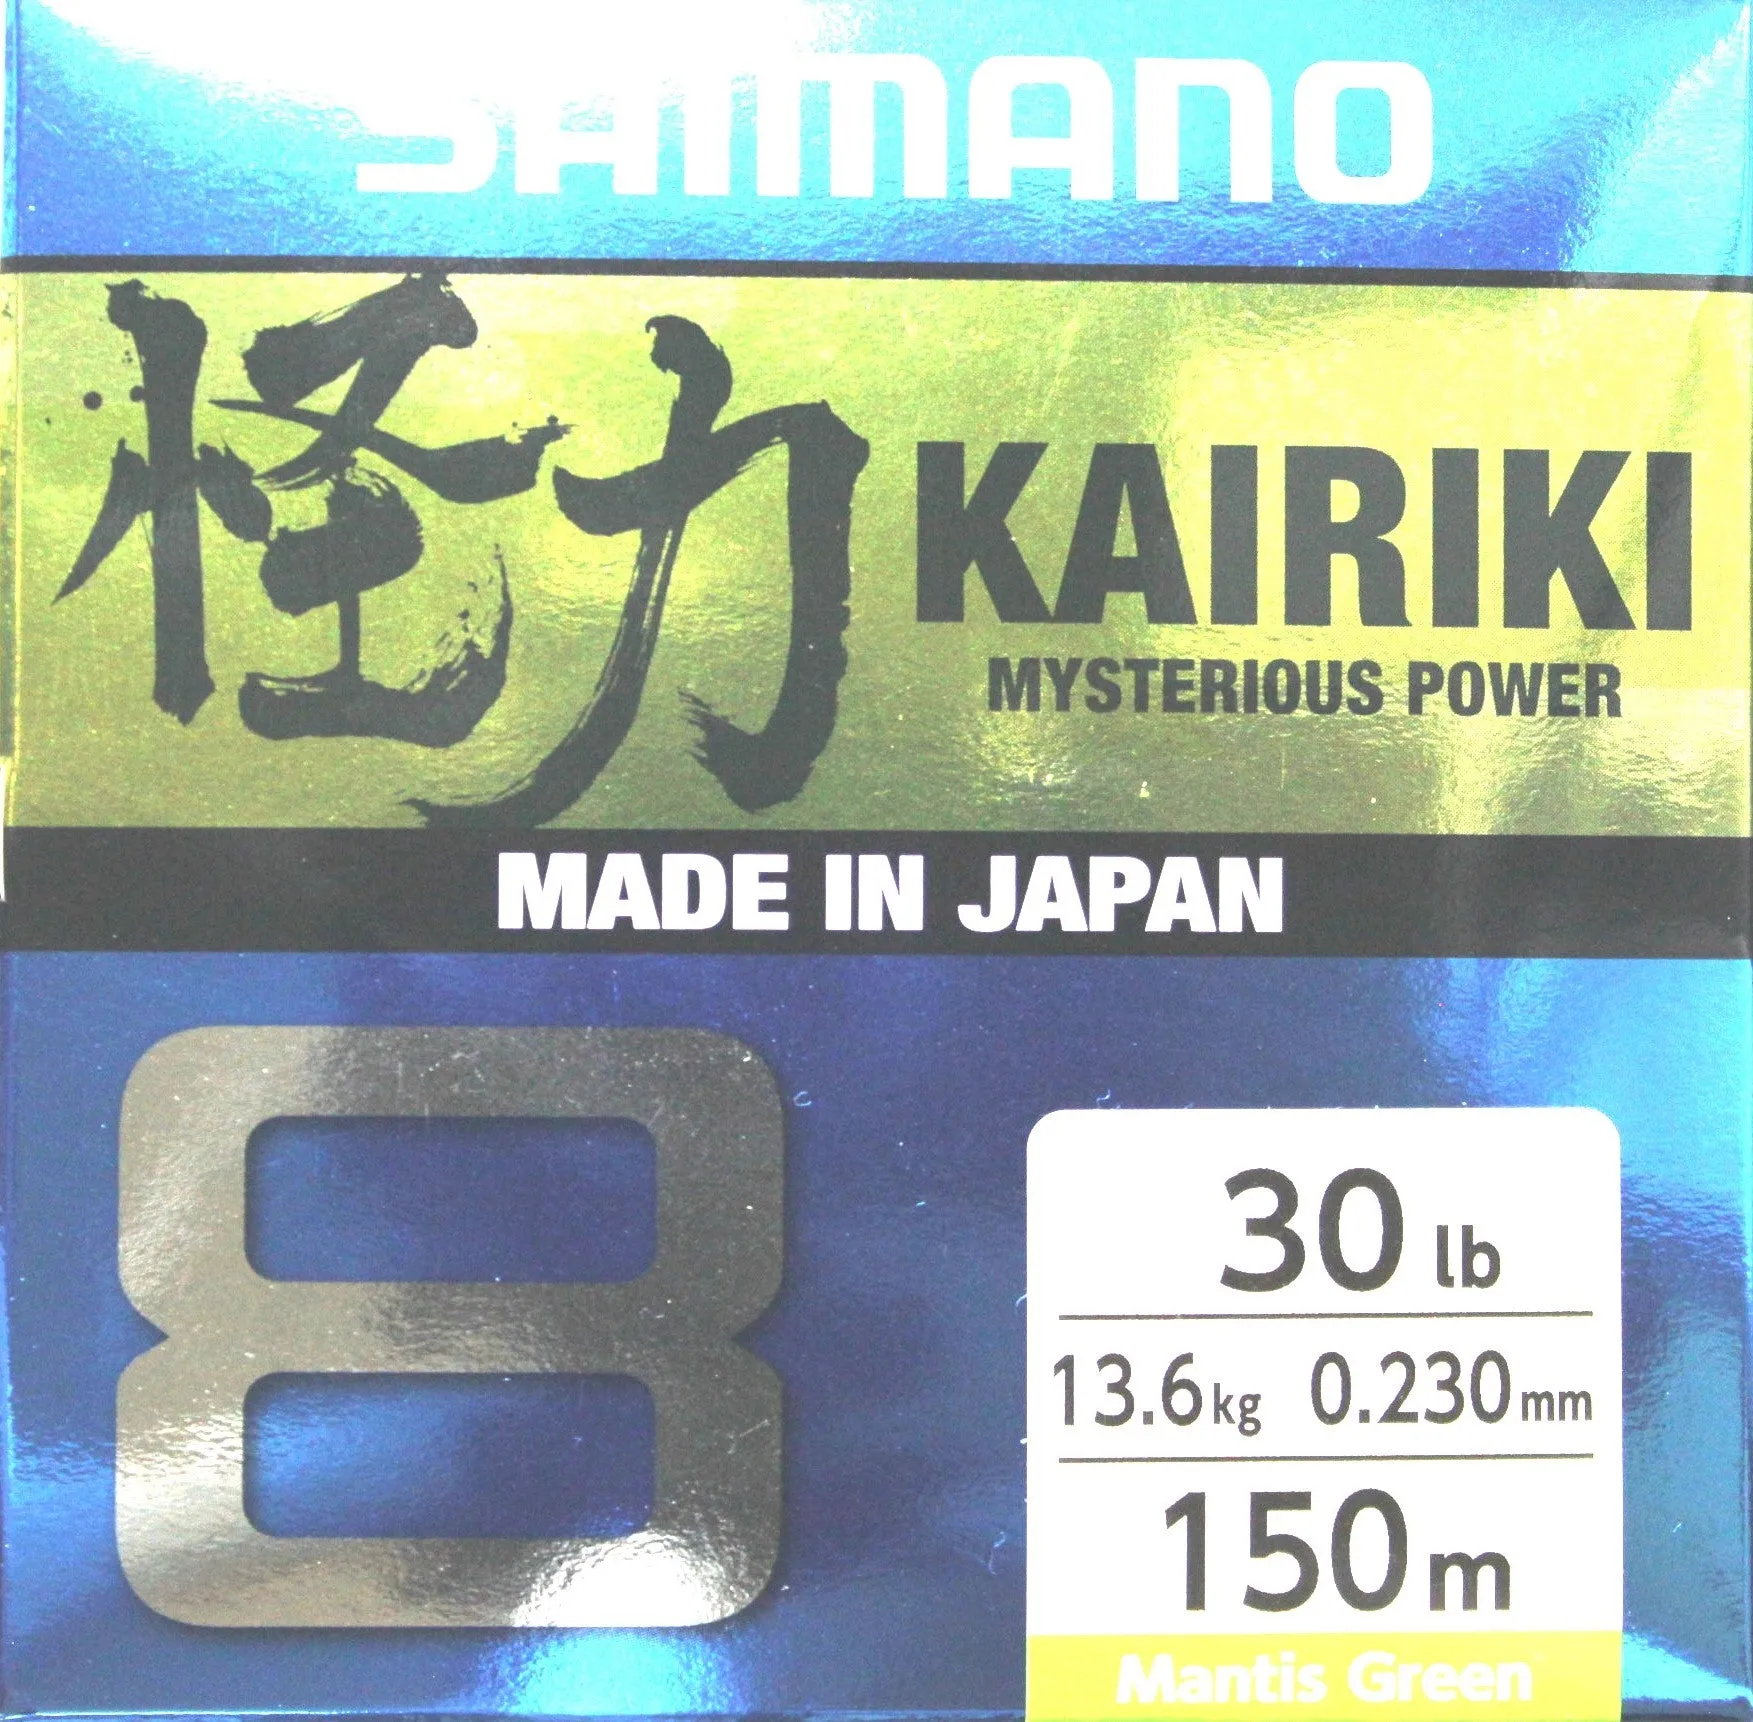 SHIMANO
怪力 KAIRIKI
MYSTERIOUS POWER
MADE IN JAPAN
8
30 lb
13.6kg 0.230mm
150m
Mantis Green